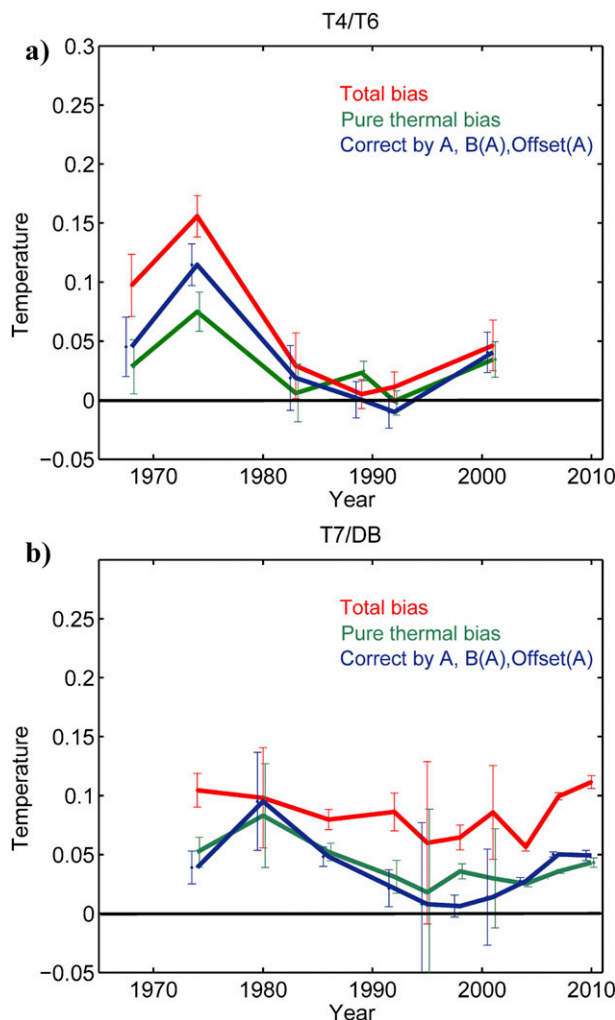 T4/T6
a)
0.3
0.25
0.2
0.15
0.1
0.05
0
−0.05
Temperature
Total bias
Pure thermal bias
Correct by A, B(A),Offset(A)
1970 1980 1990 2000 2010
Year
T7/DB
b)
0.25
0.2
0.15
0.1
0.05
0
−0.05
Temperature
Total bias
Pure thermal bias
Correct by A, B(A),Offset(A)
1970 1980 1990 2000 2010
Year